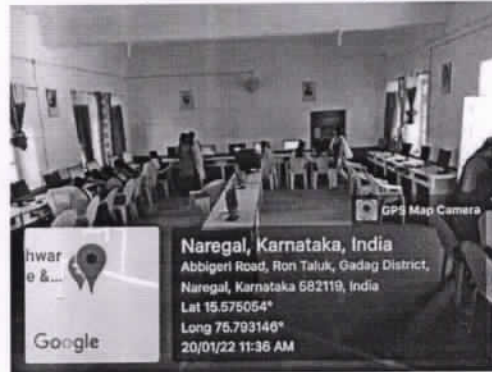 GPS Map Camera
hwar
e &...
Google
Naregal, Karnataka, India
Abbigeri Road, Ron Taluk, Gadag District,
Naregal, Karnataka 582119, India
Lat 15.575054°
Long 75.793146°
20/01/22 11:36 AM